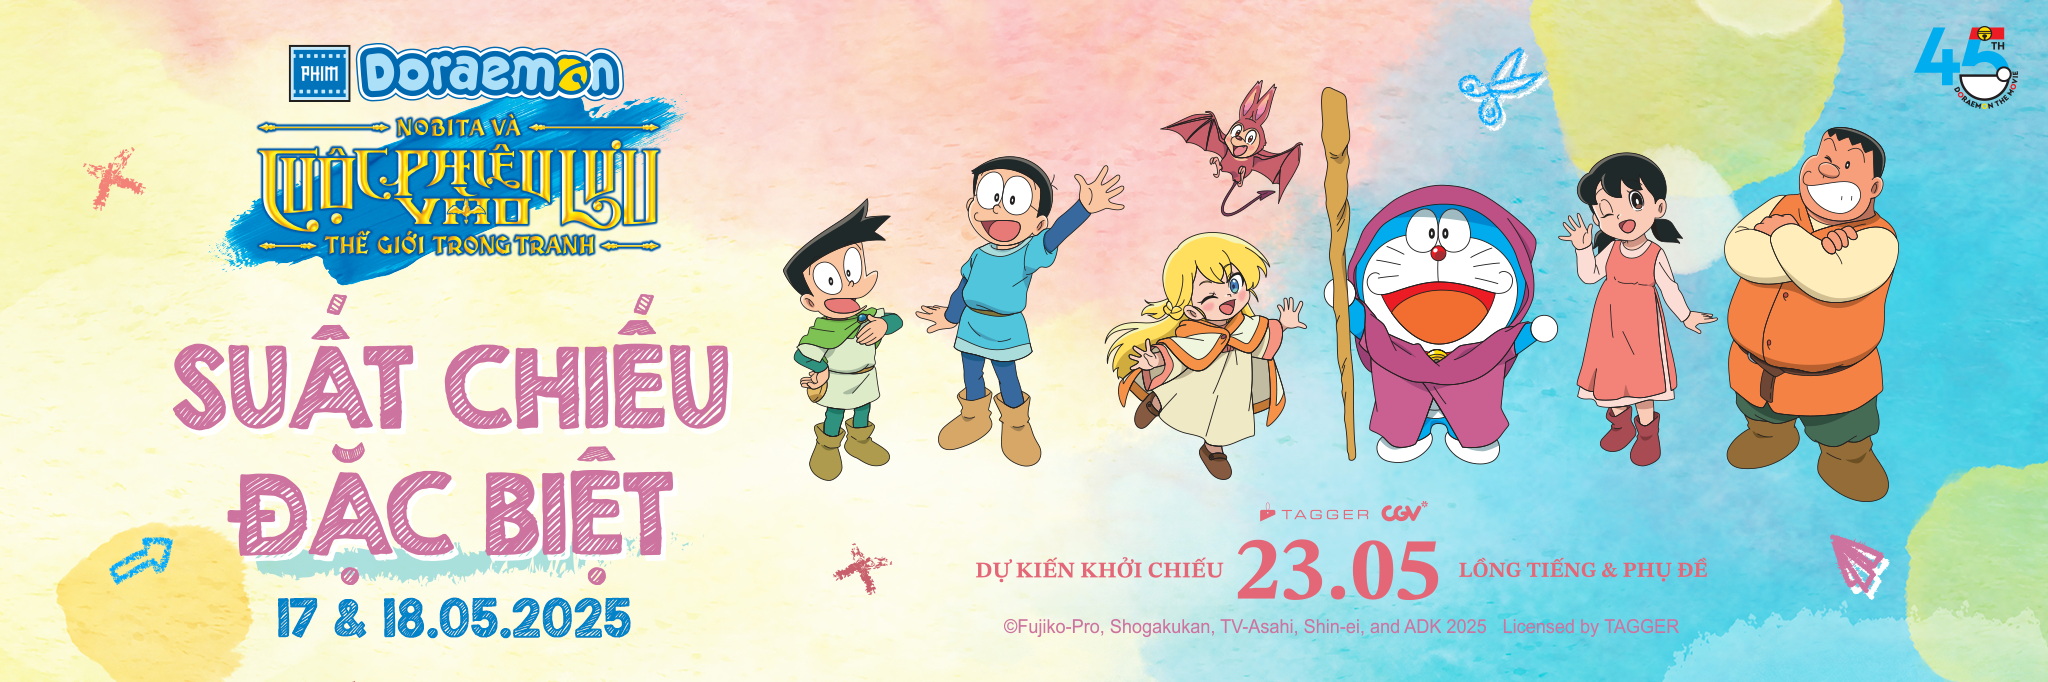 PHIM Doraemon
NOBITA VÀ
CUỘC PHIÊU LƯU
VÀO
THẾ GIỚI TRONG TRANH
SUẤT CHIẾU
ĐẶC BIỆT
17 & 18.05.2025
45TH
DORAEMON THE MOVIE
TAGGER CGV
DỰ KIẾN KHỞI CHIẾU 23.05 LỒNG TIẾNG & PHỤ ĐỀ
©Fujiko-Pro, Shogakukan, TV-Asahi, Shin-ei, and ADK 2025 Licensed by TAGGER